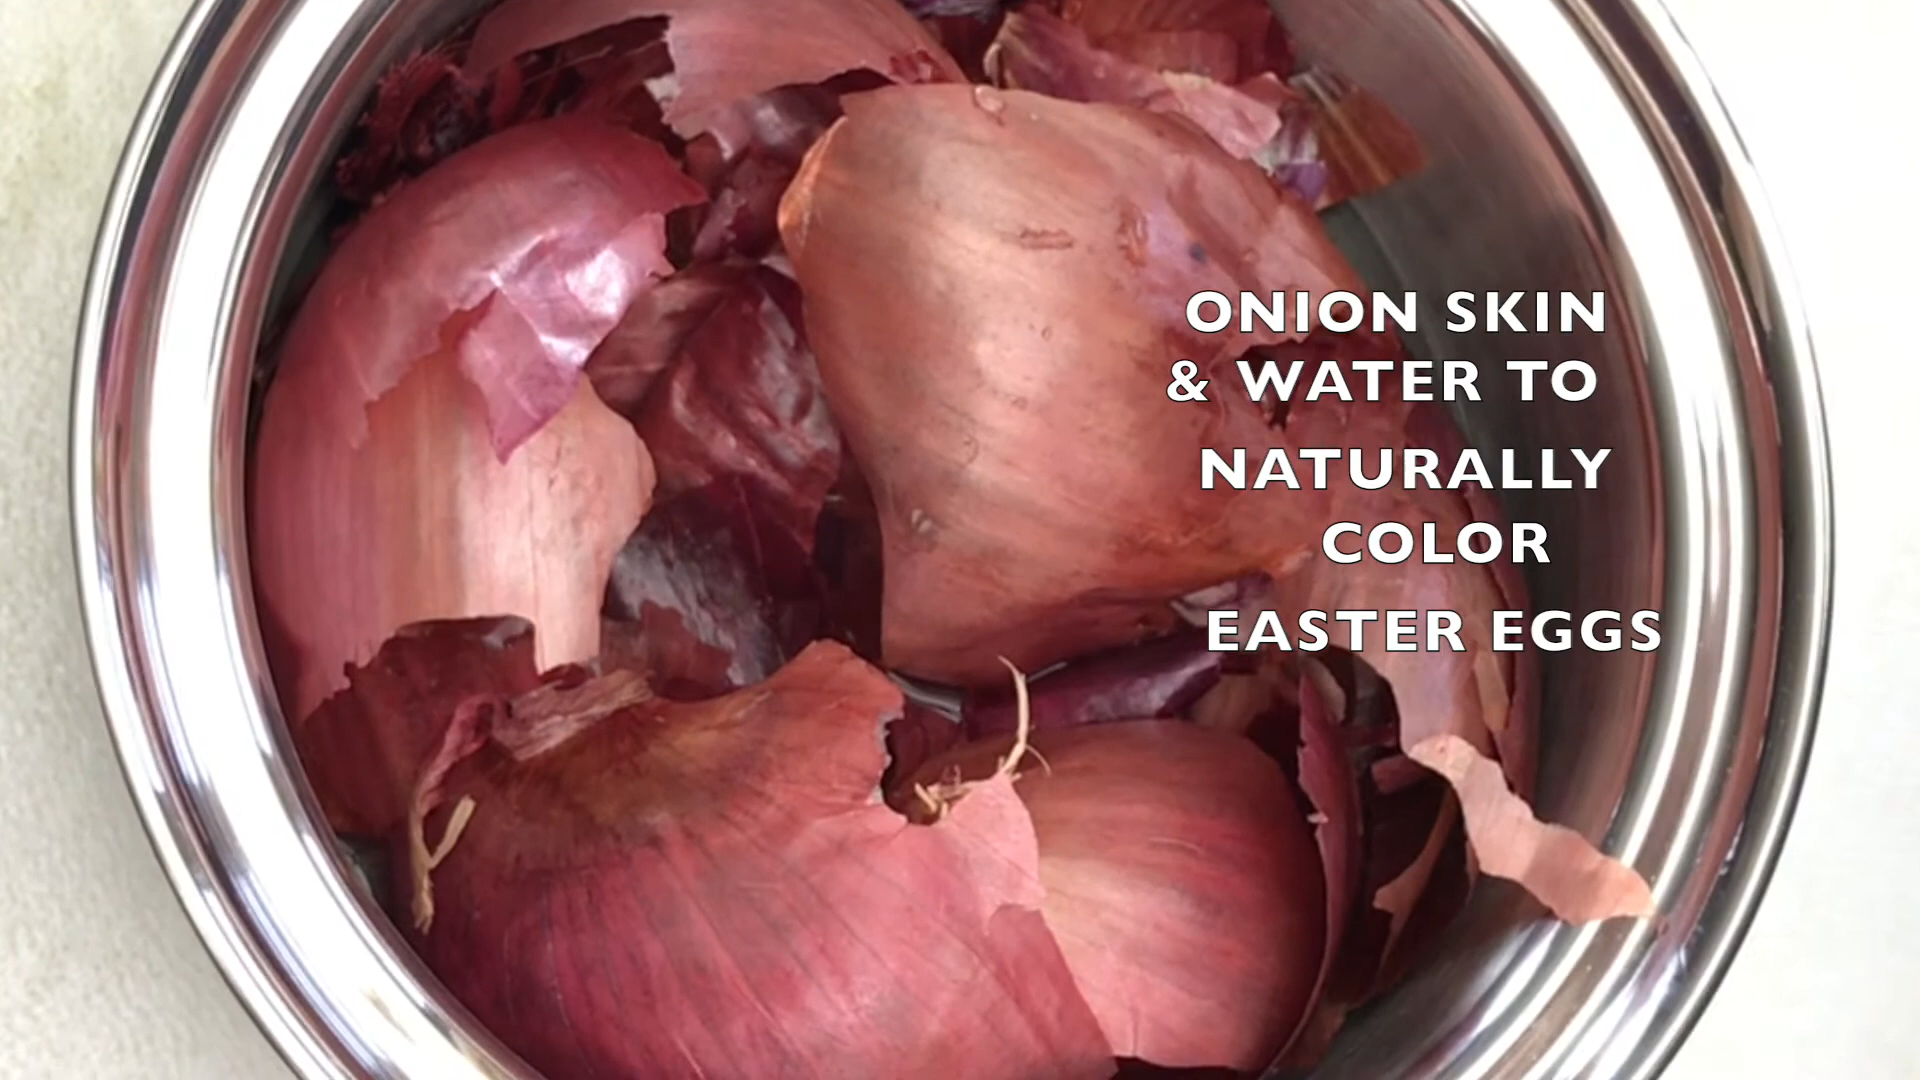 ONION SKIN
& WATER TO
NATURALLY
COLOR
EASTER EGGS